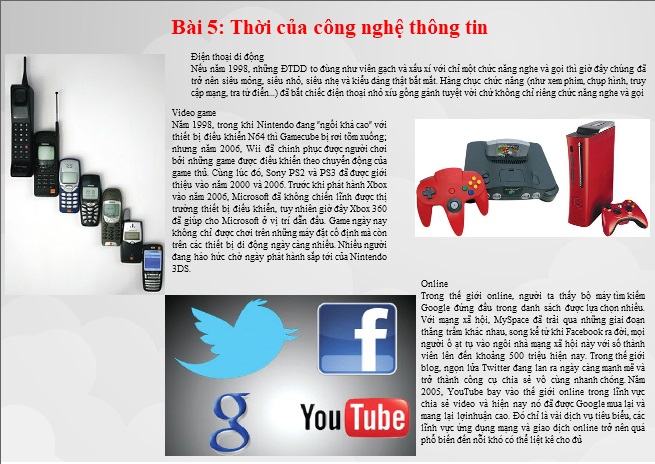 Bài 5: Thời của công nghệ thông tin
Điện thoại di động
Nếu năm 1998, những ĐTDD to đùng như viên gạch và xấu xí với chỉ một chức năng nghe và gọi thì giờ đây chúng đã
trở nên siêu mỏng, siêu nhỏ, siêu nhẹ và kiểu dáng thật bắt mắt. Hàng chục chức năng (như xem phim, chụp hình, truy
cập mạng, tra từ điển...) đã bắt chiếc điện thoại nhỏ xíu gồng gánh tuyệt vời chứ không chỉ riêng chức năng nghe và gọi
Video game
Năm 1998, trong khi Nintendo đang "ngôi khá cao" với
thiết bị điều khiển N64 thì Gamecube bị rơi tõm xuống;
nhưng năm 2006, Wii đã chinh phục được người chơi
bởi những game được điều khiển theo chuyển động của
game thủ. Cùng lúc đó, Sony PS2 và PS3 đã được giới
thiệu vào năm 2000 và 2006. Trước khi phát hành Xbox
vào năm 2006, Microsoft đã không chiến lĩnh được thị
trường thiết bị điều khiển, tuy nhiên giờ đây Xbox 360
đã giúp cho Microsoft ở vị trí dẫn đầu. Game ngày nay
không chỉ được chơi trên những máy đặt cố định mà còn
trên các thiết bị di động ngày càng nhiều. Nhiều người
đang háo hức chờ ngày phát hành sắp tới của Nintendo
3DS.
f
g
You Tube
Online
Trong thế giới online, người ta thấy bộ máy tìm kiếm
Google đứng đầu trong danh sách được lựa chọn nhiều.
Với mạng xã hội, MySpace đã trải qua những giai đoạn
thăng trầm khác nhau, song kể từ khi Facebook ra đời, mọi
người ồ ạt tụ vào ngôi nhà mạng xã hội này với số thành
viên lên đến khoảng 500 triệu hiện nay. Trong thế giới
blog, ngọn lửa Twitter đang lan ra ngày càng mạnh mẽ và
trở thành công cụ chia sẻ vô cùng nhanh chóng. Năm
2005, YouTube bay vào thế giới online trong lĩnh vực
chia sẻ video và hiện nay nó đã được Google mua lại và
mang lại lợinhuận cao. Đó chỉ là vài dịch vụ tiêu biểu, các
lĩnh vực ứng dụng mạng và giao dịch online trở nên quá
phổ biến đến nỗi khó có thể liệt kê cho đủ